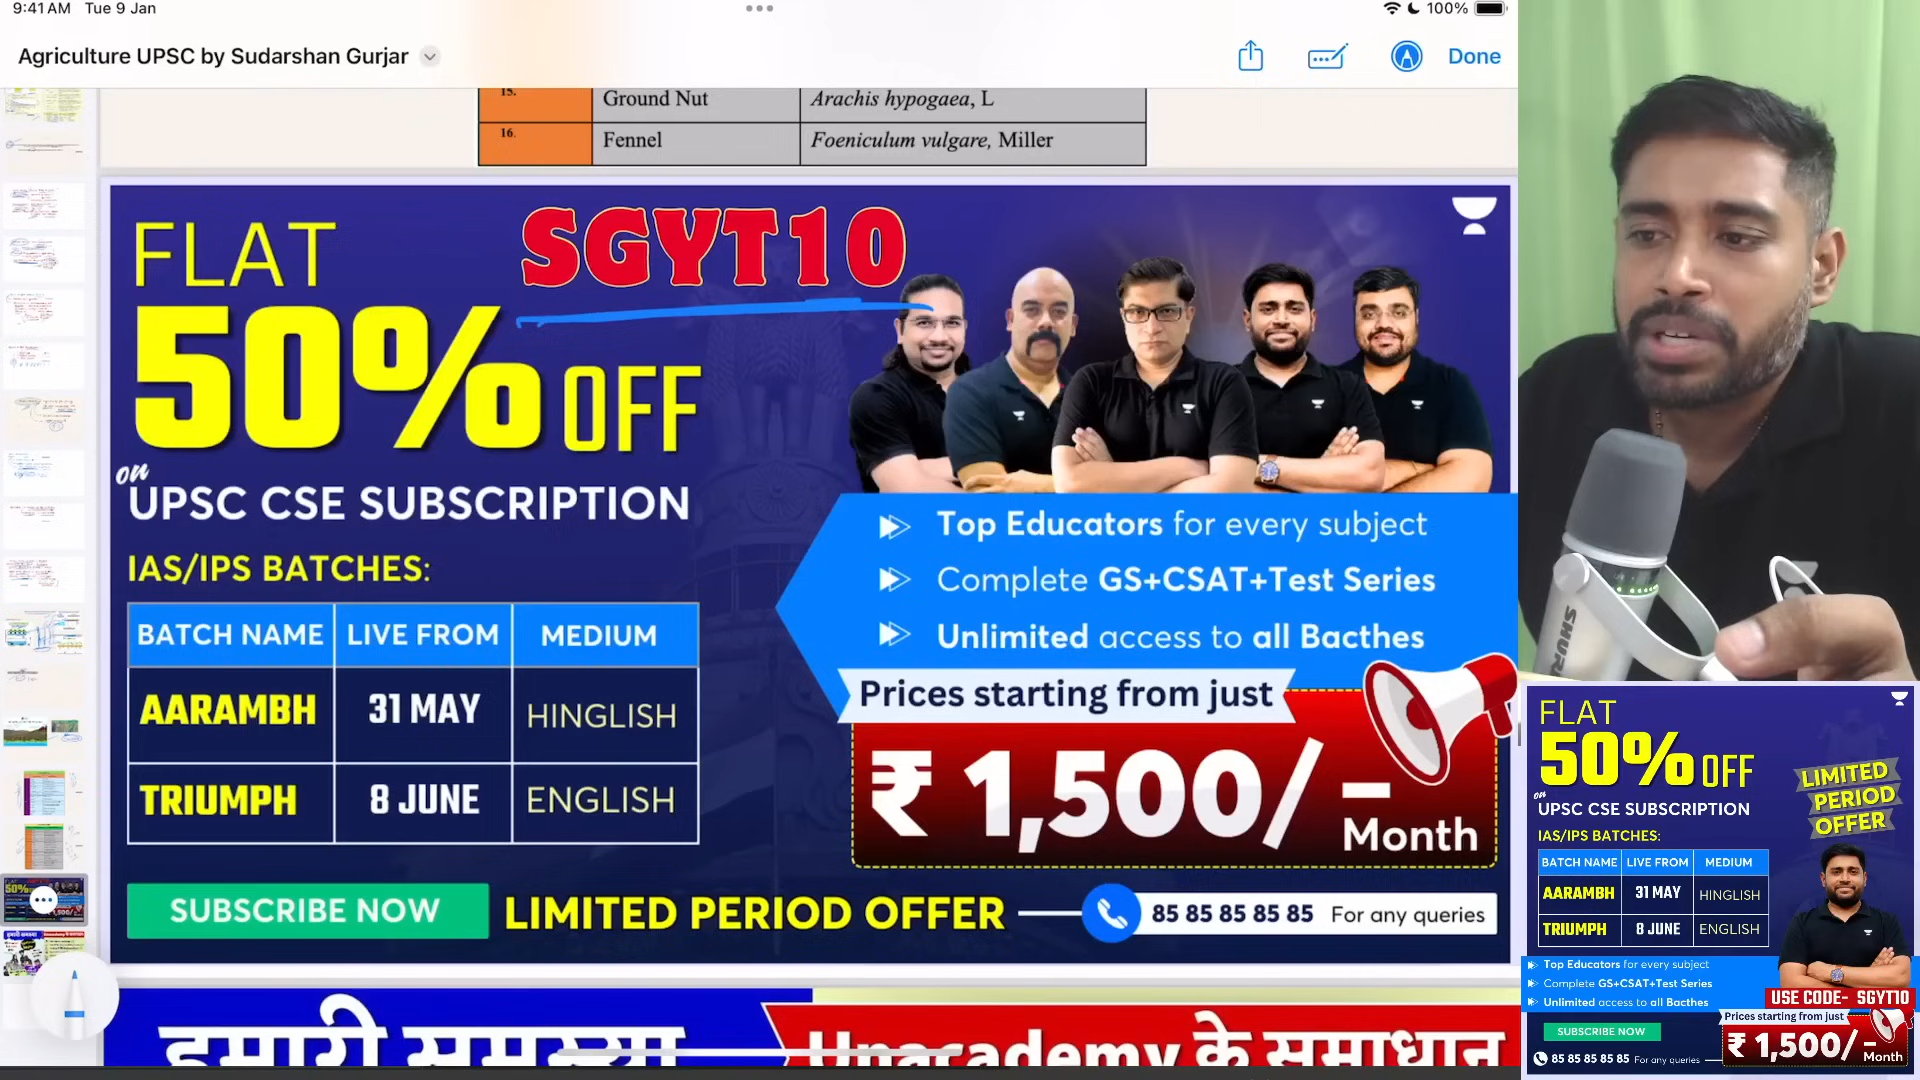 9:41 AM Tue 9 Jan
100%
Agriculture UPSC by Sudarshan Gurjar
Done
15. Ground Nut Arachis hypogaea, L
16. Fennel Foeniculum vulgare, Miller
FLAT
SGYT10
50% OFF
on
UPSC CSE SUBSCRIPTION
IAS/IPS BATCHES:
BATCH NAME LIVE FROM MEDIUM
AARAMBH 31 MAY HINGLISH
TRIUMPH 8 JUNE ENGLISH
Top Educators for every subject
Complete GS+CSAT+Test Series
Unlimited access to all Bacthes
Prices starting from just
₹ 1,500/-
Month
SUBSCRIBE NOW
LIMITED PERIOD OFFER
85 85 85 85 85 For any queries
हमारी समस्या
Unacademy के समाधान
SHURE
FLAT
50% OFF
on
UPSC CSE SUBSCRIPTION
LIMITED
PERIOD
OFFER
IAS/IPS BATCHES:
BATCH NAME LIVE FROM MEDIUM
AARAMBH 31 MAY HINGLISH
TRIUMPH 8 JUNE ENGLISH
Top Educators for every subject
Complete GS+CSAT+Test Series
Unlimited access to all Bacthes
USE CODE- SGYT10
Prices starting from just
₹ 1,500/-
Month
SUBSCRIBE NOW
85 85 85 85 85 For any queries